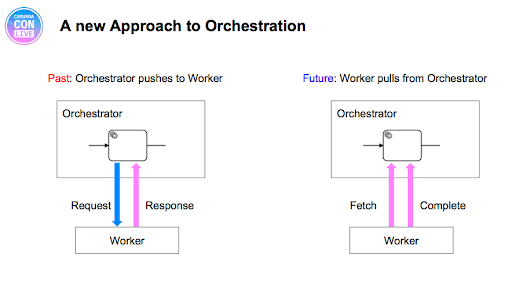 CAMUNDA
CON
LIVE
A new Approach to Orchestration
Past: Orchestrator pushes to Worker
Orchestrator
Request
Response
Worker
Future: Worker pulls from Orchestrator
Orchestrator
Fetch
Complete
Worker